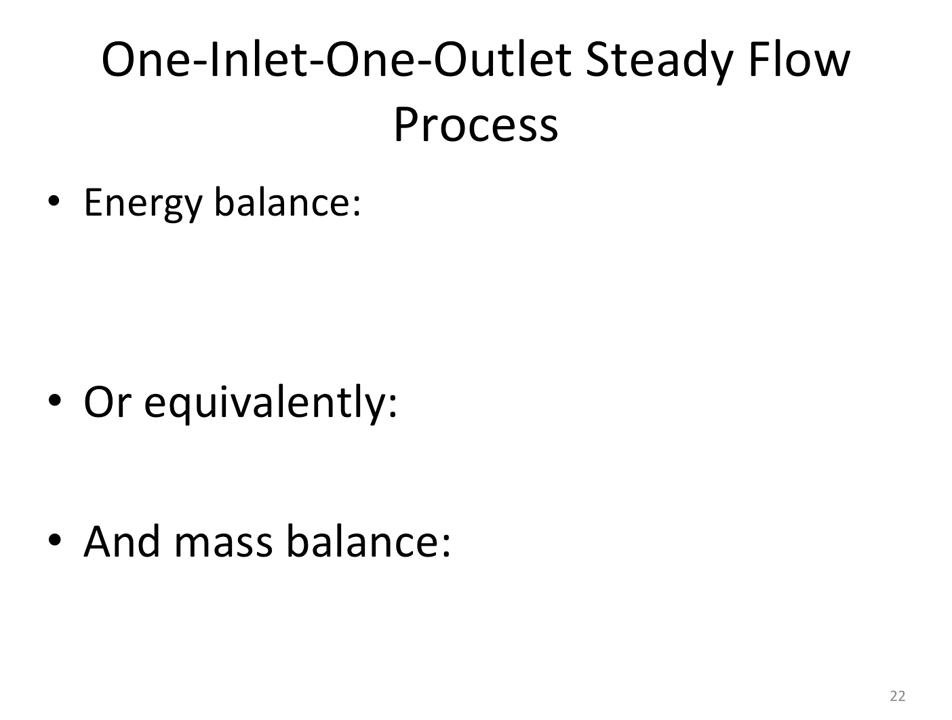 One-Inlet-One-Outlet Steady Flow
Process
• Energy balance:
• Or equivalently:
• And mass balance:
22